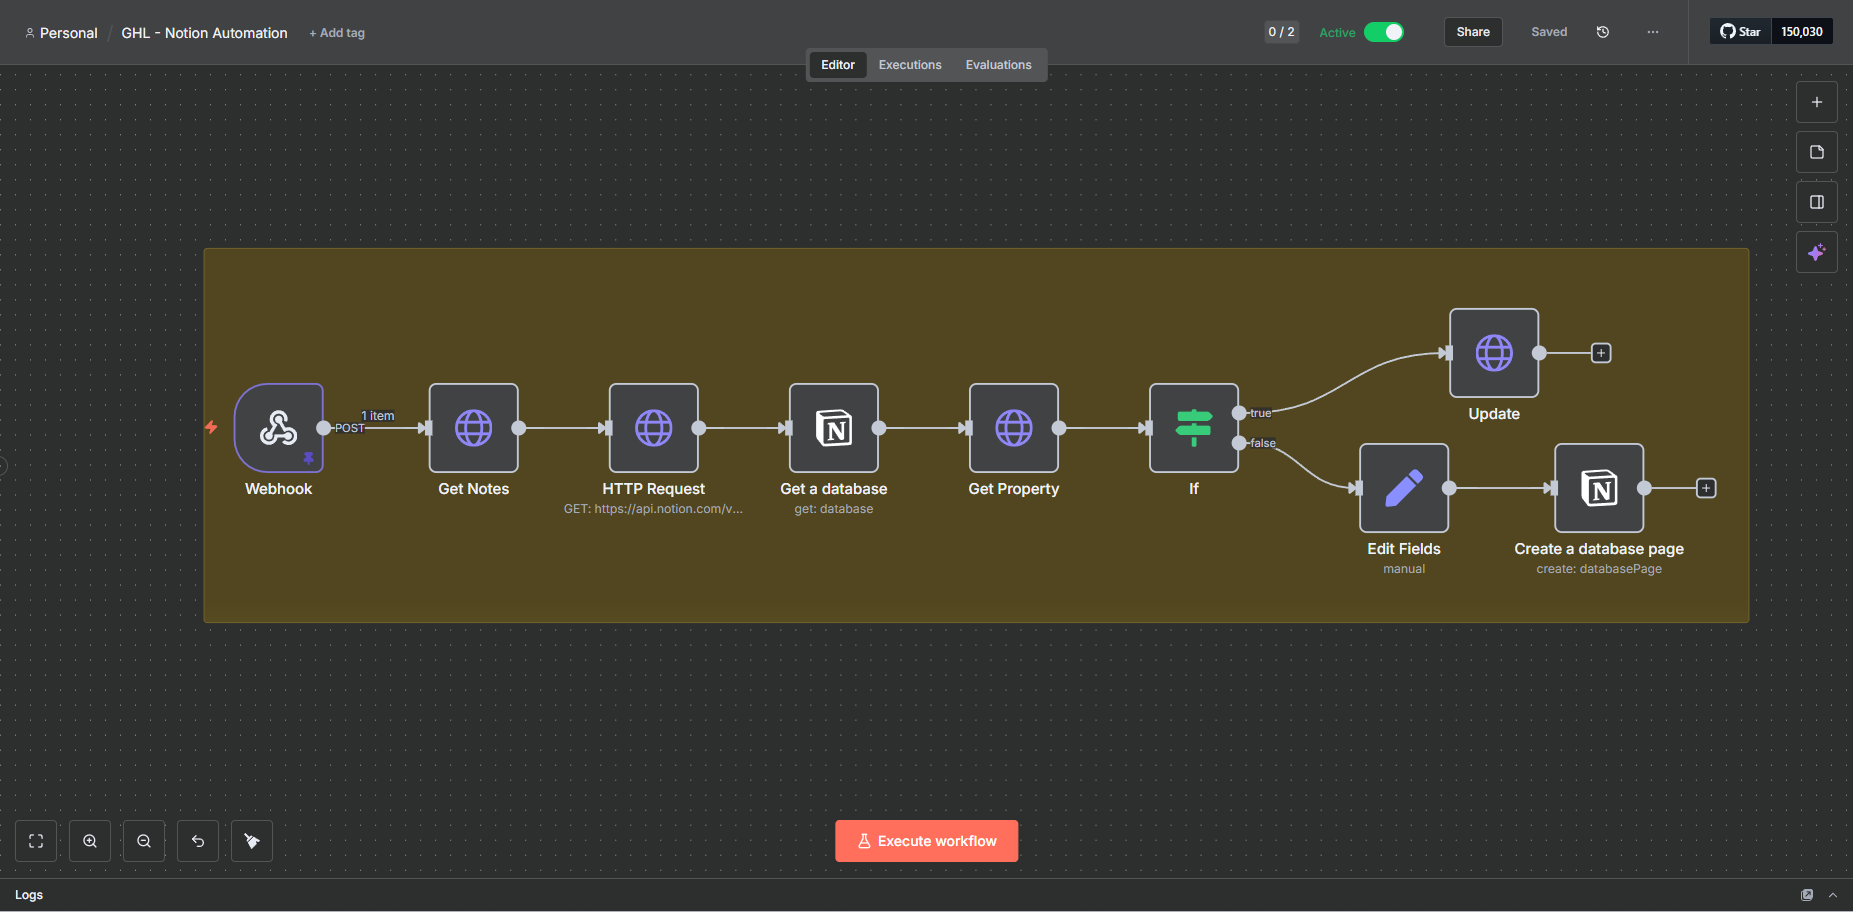 Personal / GHL - Notion Automation + Add tag
0 / 2 Active Share Saved ... Star 150,030
Editor Executions Evaluations
1 item
POST
true
false
Update
Webhook
Get Notes
HTTP Request
GET: https://api.notion.com/v...
Get a database
get: database
Get Property
If
Edit Fields
manual
Create a database page
create: databasePage
Execute workflow
Logs